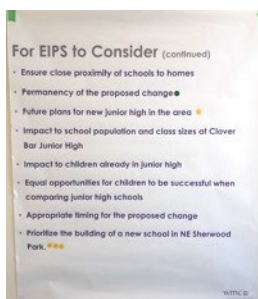 For EIPS to Consider (continued)
• Ensure close proximity of schools to homes
• Permanency of the proposed change
• Future plans for new junior high in the area
• Impact to school population and class sizes at Clover
Bar Junior High
• Impact to children already in junior high
• Equal opportunities for children to be successful when
comparing junior high schools
• Appropriate timing for the proposed change
• Prioritize the building of a new school in NE Sherwood
Park.